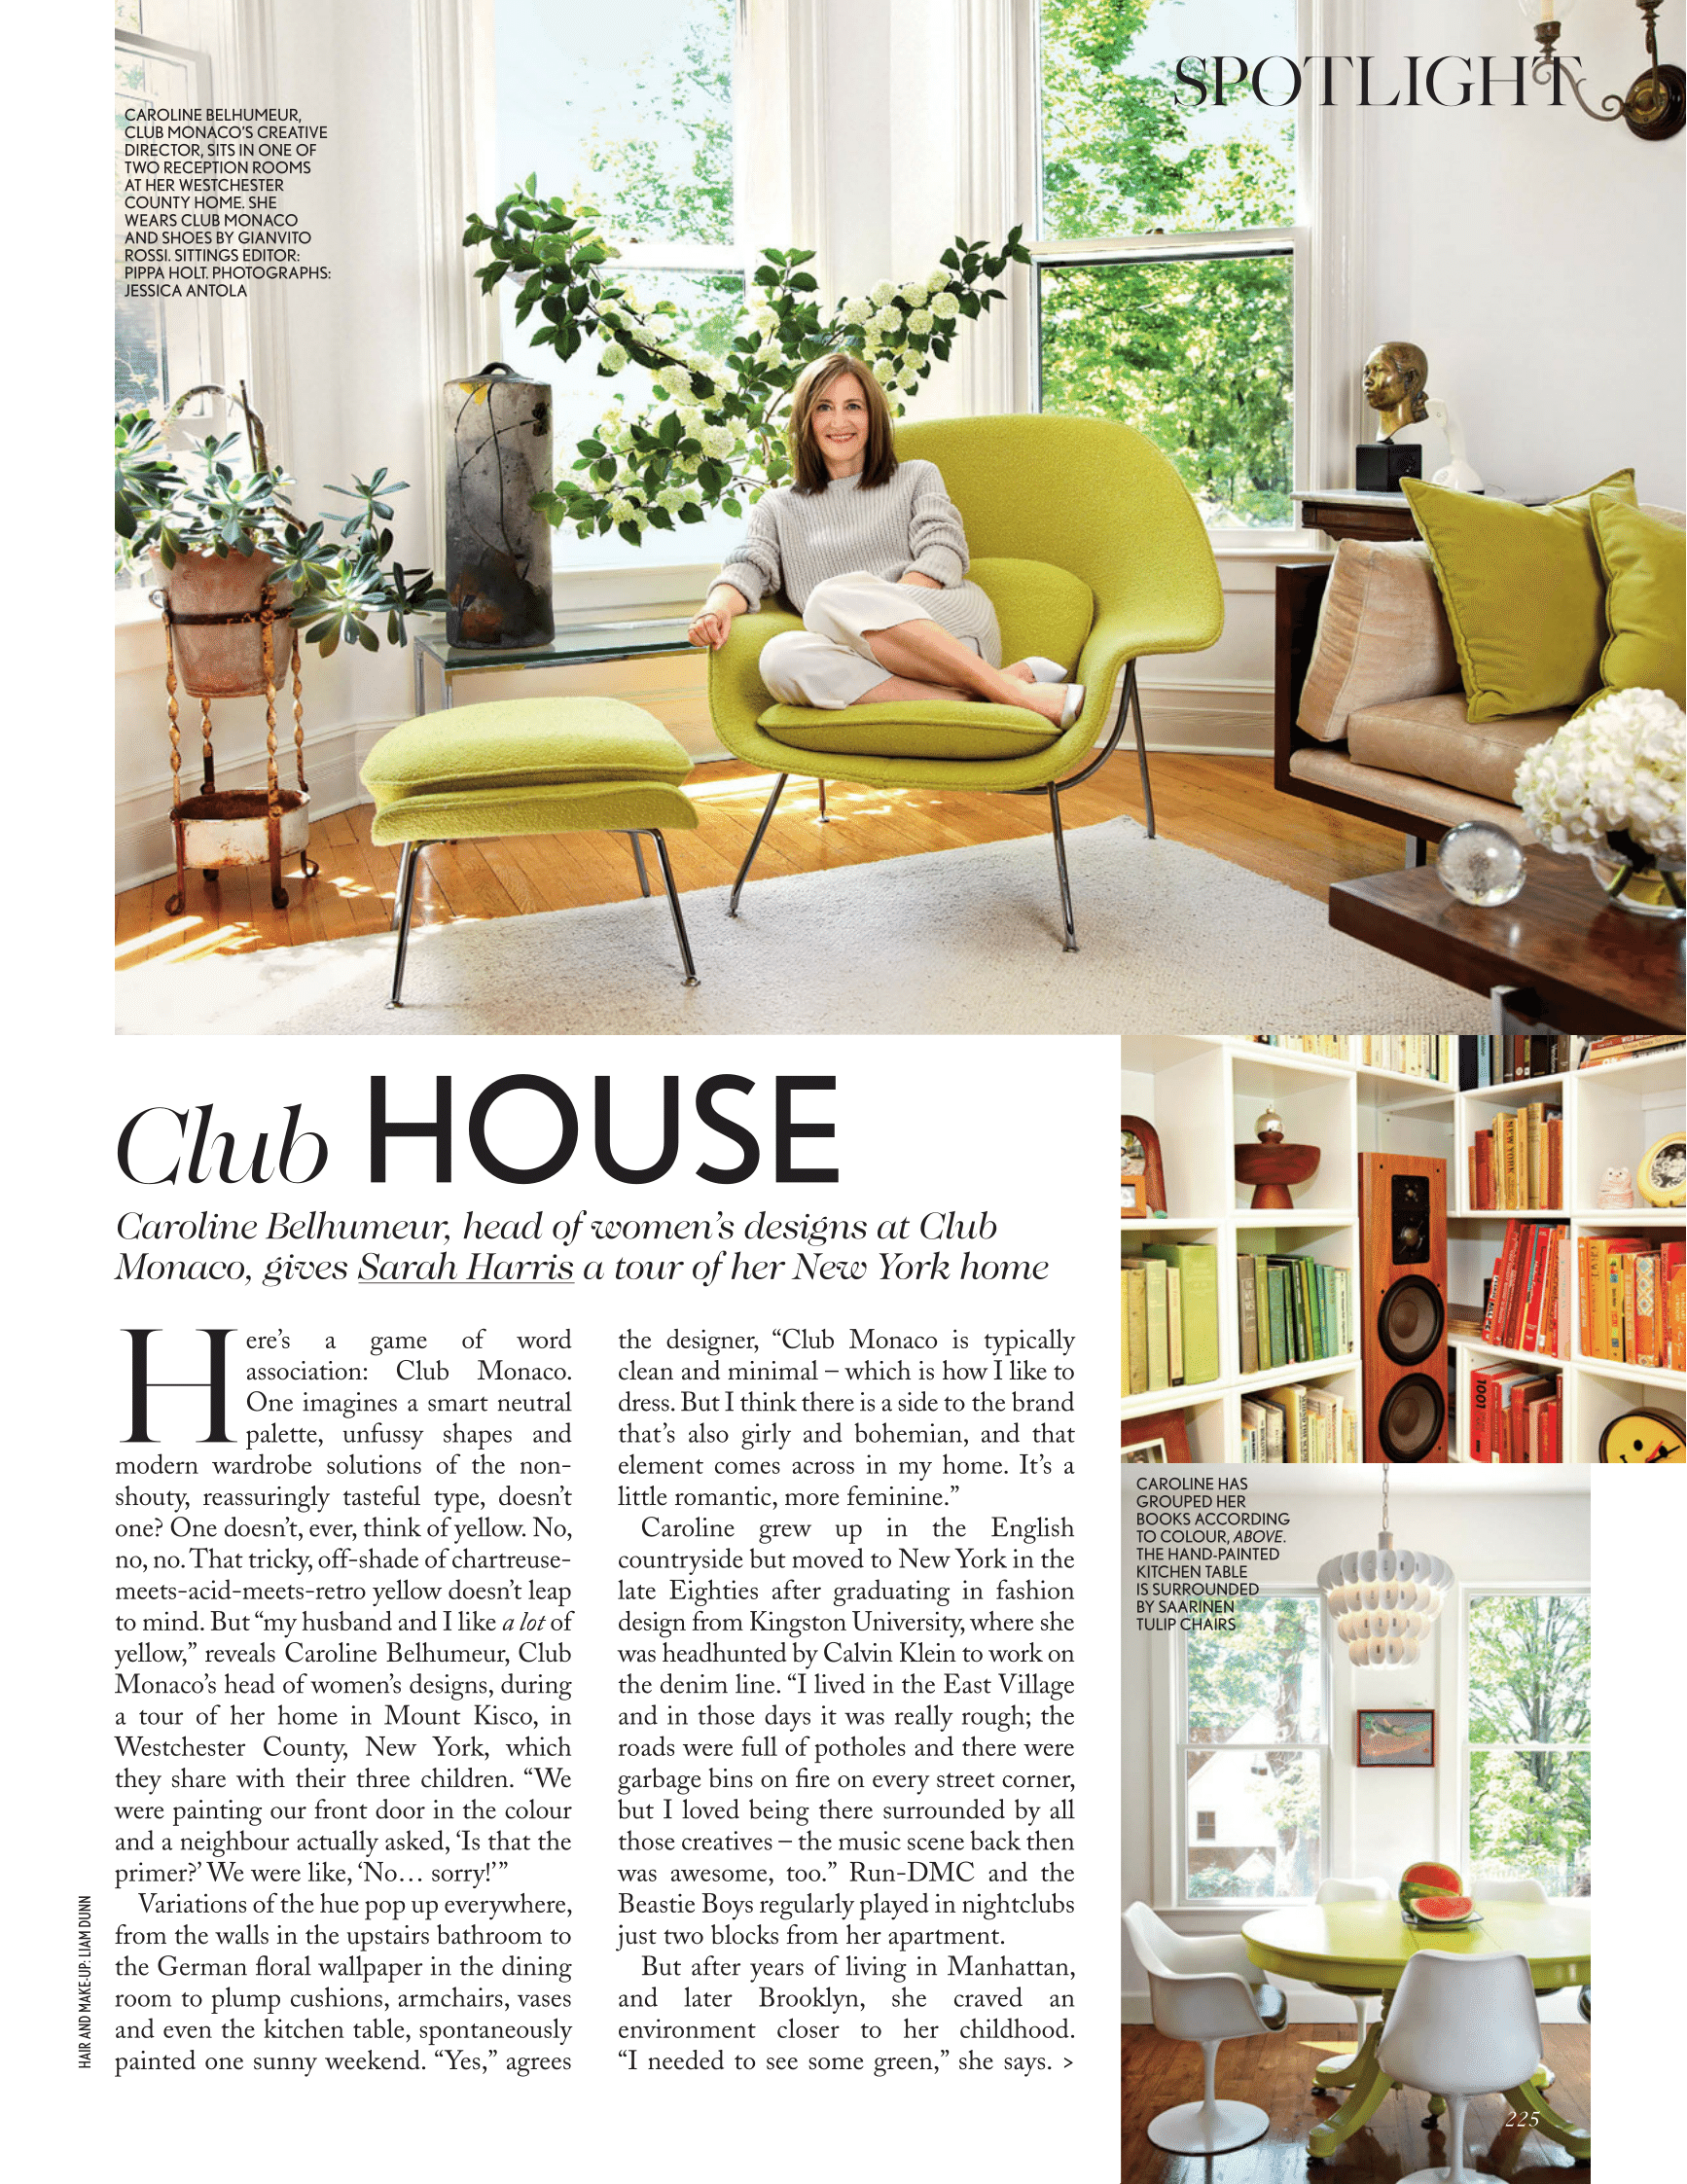 SPOTLIGHT
CAROLINE BELHUMEUR,
CLUB MONACO'S CREATIVE
DIRECTOR, SITS IN ONE OF
TWO RECEPTION ROOMS
AT HER WESTCHESTER
COUNTY HOME. SHE
WEARS CLUB MONACO
AND SHOES BY GIANVITO
ROSSI. SITTINGS EDITOR:
PIPPA HOLT. PHOTOGRAPHS:
JESSICA ANTOLA
Club HOUSE
Caroline Belhumeur, head of women's designs at Club
Monaco, gives Sarah Harris a tour of her New York home
Here's a game of word
association: Club Monaco.
One imagines a smart neutral
palette, unfussy shapes and
modern wardrobe solutions of the non-
shouty, reassuringly tasteful type, doesn't
one? One doesn't, ever, think of yellow. No,
no, no. That tricky, off-shade of chartreuse-
meets-acid-meets-retro yellow doesn't leap
to mind. But “my husband and I like a lot of
yellow,” reveals Caroline Belhumeur, Club
Monaco's head of women's designs, during
a tour of her home in Mount Kisco, in
Westchester County, New York, which
they share with their three children. “We
were painting our front door in the colour
and a neighbour actually asked, ‘Is that the
primer?’ We were like, ‘No… sorry!’”
Variations of the hue pop up everywhere,
from the walls in the upstairs bathroom to
the German floral wallpaper in the dining
room to plump cushions, armchairs, vases
and even the kitchen table, spontaneously
painted one sunny weekend. “Yes,” agrees
the designer, “Club Monaco is typically
clean and minimal – which is how I like to
dress. But I think there is a side to the brand
that's also girly and bohemian, and that
element comes across in my home. It's a
little romantic, more feminine.”
Caroline grew up in the English
countryside but moved to New York in the
late Eighties after graduating in fashion
design from Kingston University, where she
was headhunted by Calvin Klein to work on
the denim line. “I lived in the East Village
and in those days it was really rough; the
roads were full of potholes and there were
garbage bins on fire on every street corner,
but I loved being there surrounded by all
those creatives – the music scene back then
was awesome, too.” Run-DMC and the
Beastie Boys regularly played in nightclubs
just two blocks from her apartment.
But after years of living in Manhattan,
and later Brooklyn, she craved an
environment closer to her childhood.
“I needed to see some green,” she says. >
NEW YORK
1001
CAROLINE HAS
GROUPED HER
BOOKS ACCORDING
TO COLOUR, ABOVE.
THE HAND-PAINTED
KITCHEN TABLE
IS SURROUNDED
BY SAARINEN
TULIP CHAIRS
HAIR AND MAKE-UP: LIAM DUNN
225